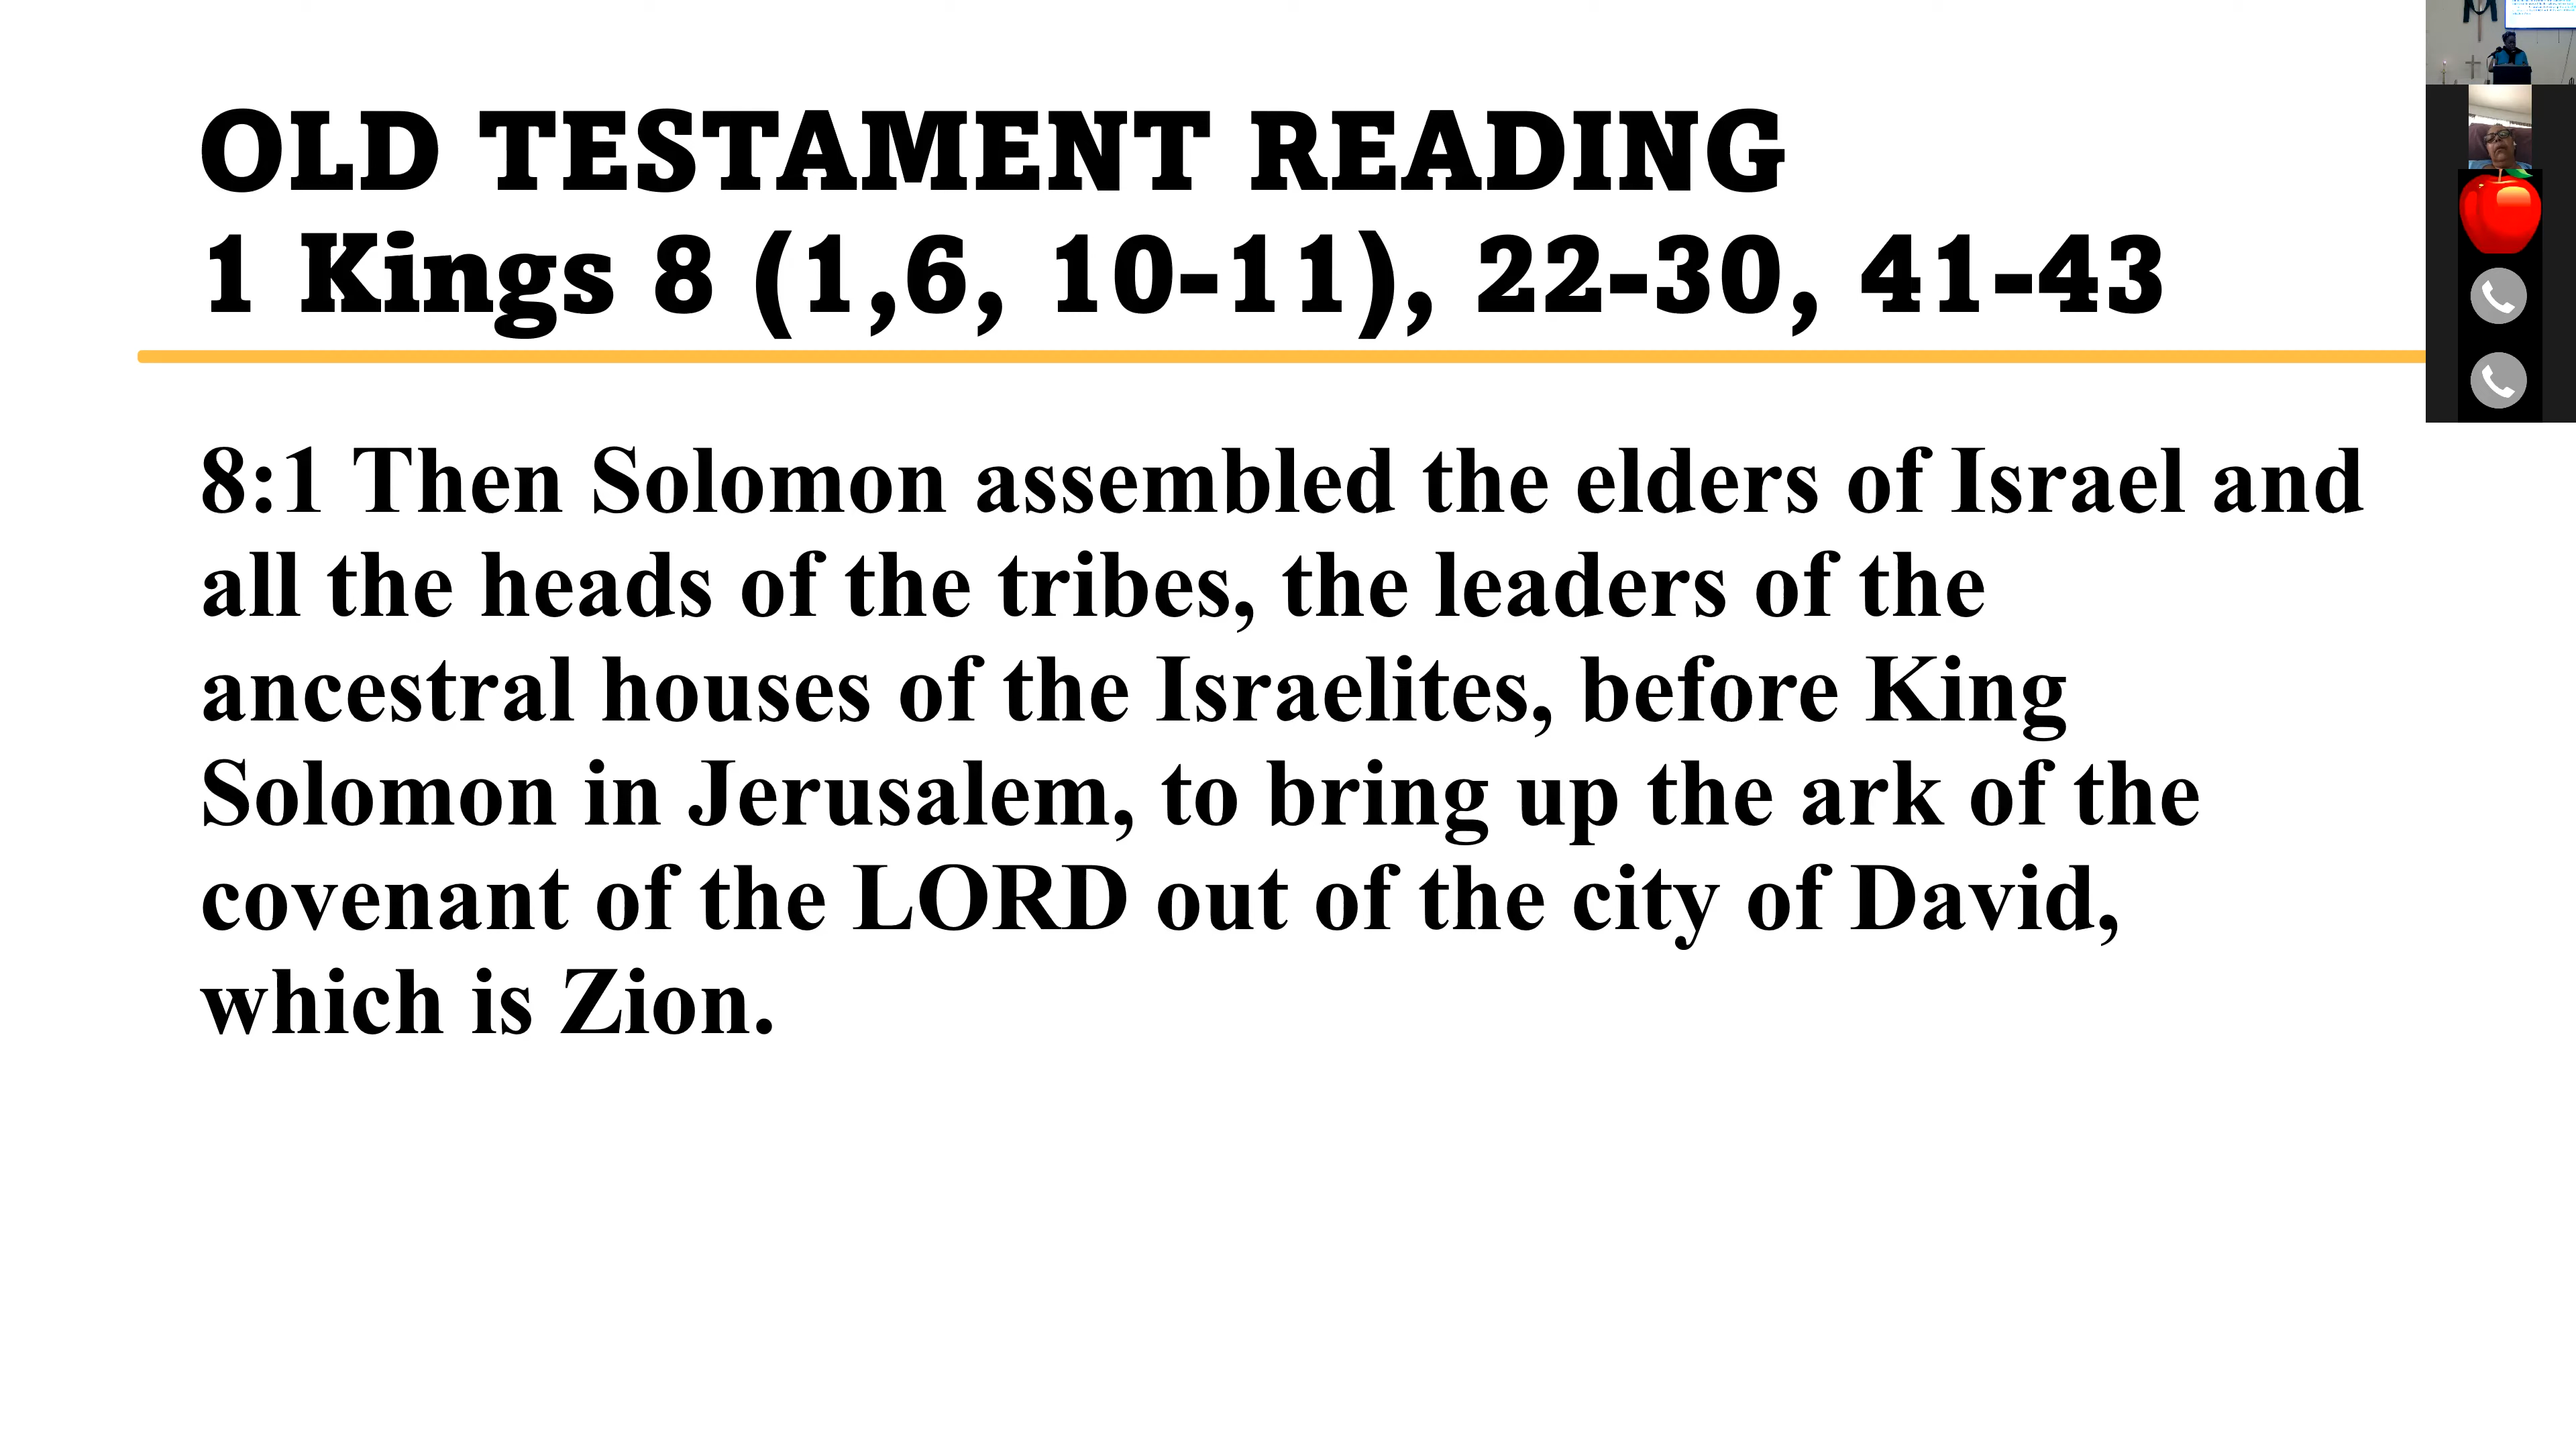 OLD TESTAMENT READING
1 Kings 8 (1,6, 10-11), 22-30, 41-43
8:1 Then Solomon assembled the elders of Israel and
all the heads of the tribes, the leaders of the
ancestral houses of the Israelites, before King
Solomon in Jerusalem, to bring up the ark of the
covenant of the LORD out of the city of David,
which is Zion.